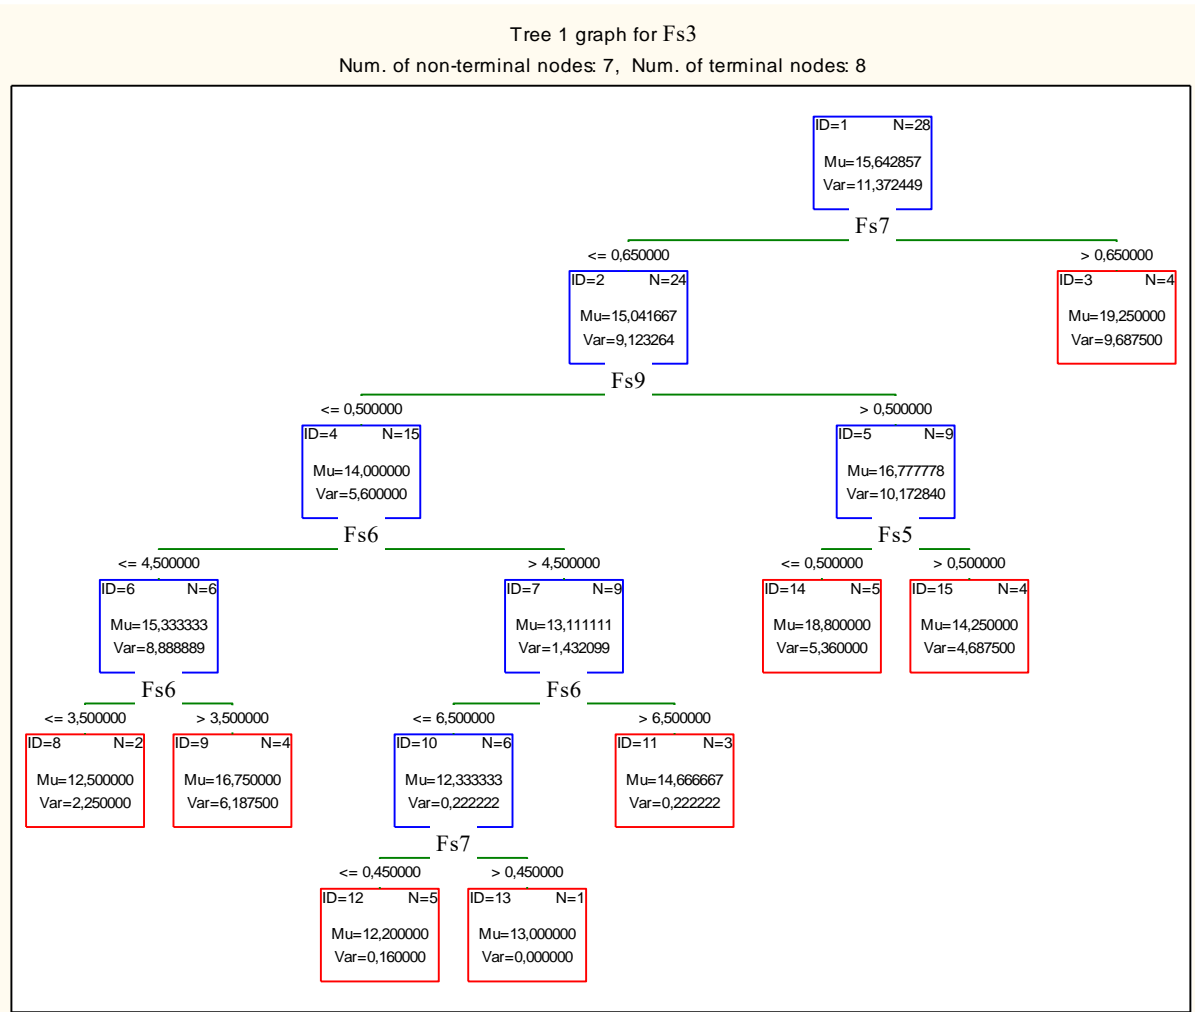 Tree 1 graph for Fs3
Num. of non-terminal nodes: 7,  Num. of terminal nodes: 8
ID=1 N=28
Mu=15,642857
Var=11,372449
Fs7
<= 0,650000 > 0,650000
ID=2 N=24 ID=3 N=4
Mu=15,041667 Mu=19,250000
Var=9,123264 Var=9,687500
Fs9
<= 0,500000 > 0,500000
ID=4 N=15 ID=5 N=9
Mu=14,000000 Mu=16,777778
Var=5,600000 Var=10,172840
Fs6 Fs5
<= 4,500000 > 4,500000 <= 0,500000 > 0,500000
ID=6 N=6 ID=7 N=9 ID=14 N=5 ID=15 N=4
Mu=15,333333 Mu=13,111111 Mu=18,800000 Mu=14,250000
Var=8,888889 Var=1,432099 Var=5,360000 Var=4,687500
Fs6 Fs6
<= 3,500000 > 3,500000 <= 6,500000 > 6,500000
ID=8 N=2 ID=9 N=4 ID=10 N=6 ID=11 N=3
Mu=12,500000 Mu=16,750000 Mu=12,333333 Mu=14,666667
Var=2,250000 Var=6,187500 Var=0,222222 Var=0,222222
Fs7
<= 0,450000 > 0,450000
ID=12 N=5 ID=13 N=1
Mu=12,200000 Mu=13,000000
Var=0,160000 Var=0,000000